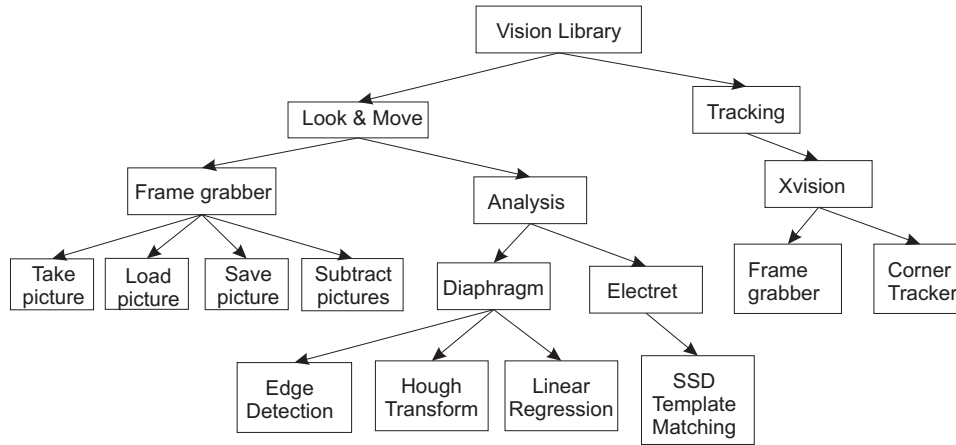 Vision Library
Look & Move
Tracking
Frame grabber
Analysis
Xvision
Take
picture
Load
picture
Save
picture
Subtract
pictures
Diaphragm
Electret
Frame
grabber
Corner
Tracker
Edge
Detection
Hough
Transform
Linear
Regression
SSD
Template
Matching